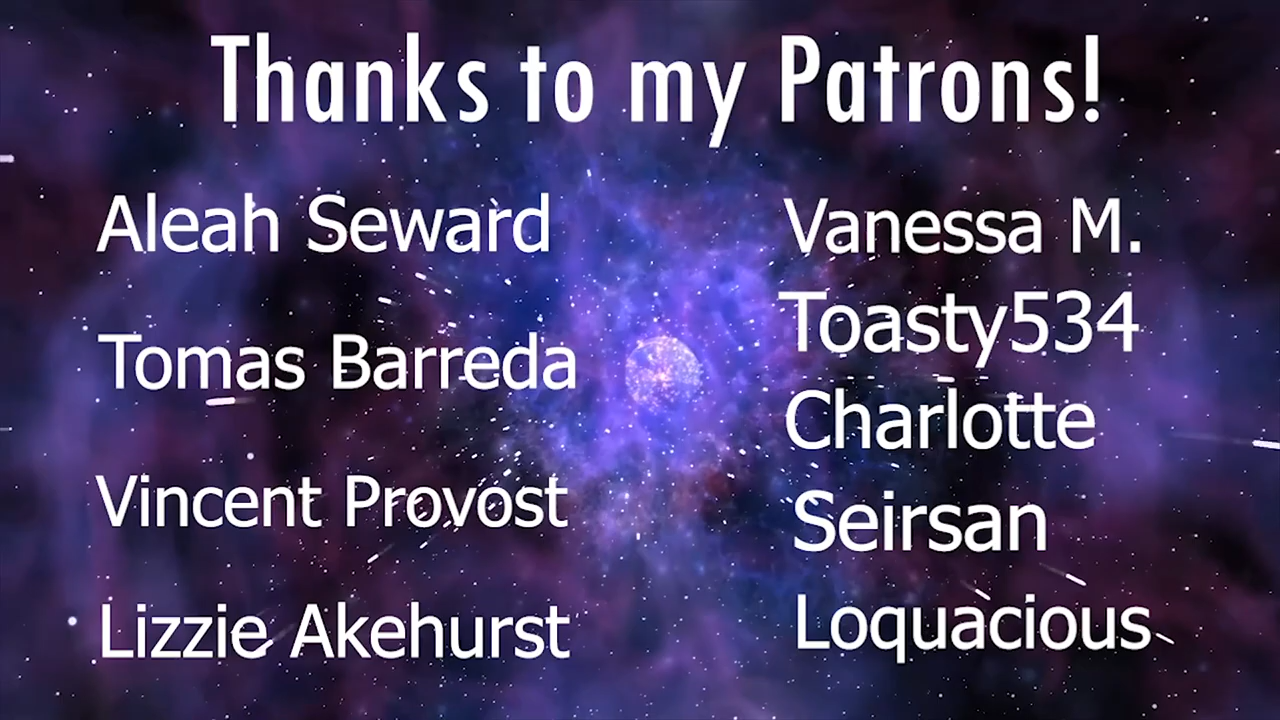 Thanks to my Patrons!
Aleah Seward
Tomas Barreda
Vincent Provost
Lizzie Akehurst
Vanessa M.
Toasty534
Charlotte
Seirsan
Loquacious